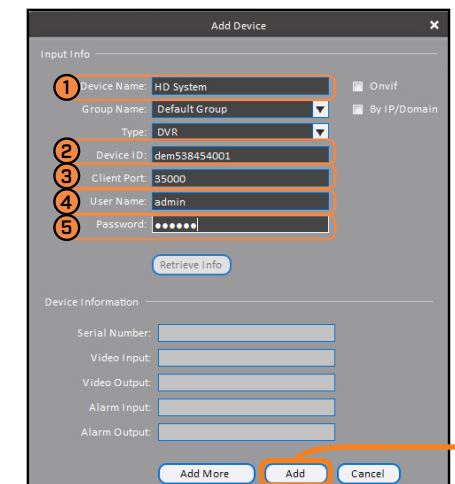 Add Device
Input Info
1 Device Name: HD System Onvif
Group Name: Default Group By IP/Domain
Type: DVR
2 Device ID: dem538454001
3 Client Port: 35000
4 User Name: admin
5 Password: ●●●●●●
Retrieve Info
Device Information
Serial Number:
Video Input:
Video Output:
Alarm Input:
Alarm Output:
Add More Add Cancel